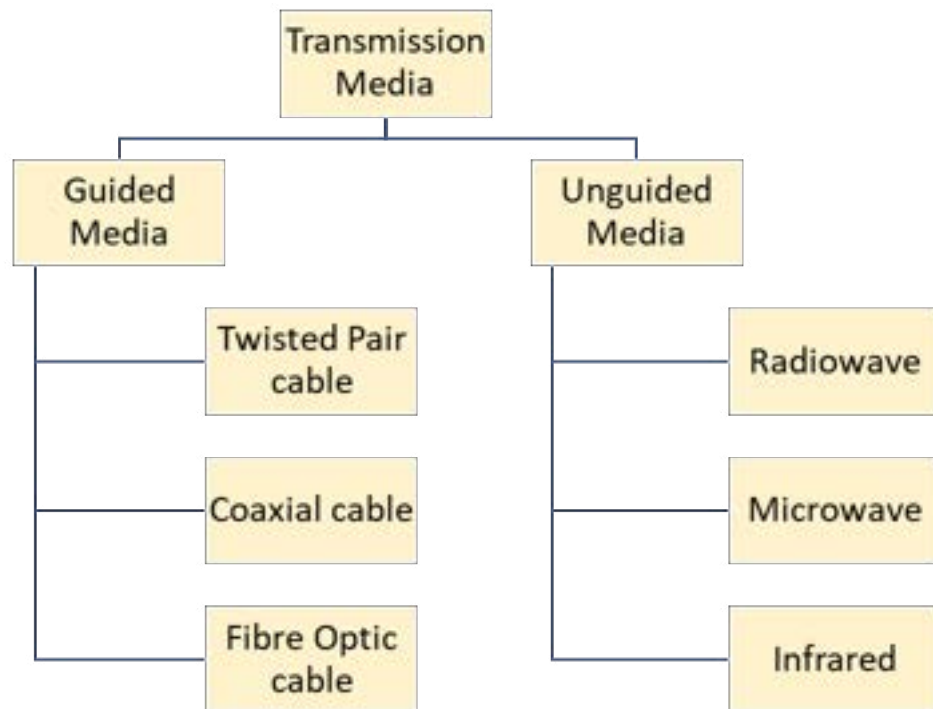 Transmission
Media
Guided
Media
Unguided
Media
Twisted Pair
cable
Coaxial cable
Fibre Optic
cable
Radiowave
Microwave
Infrared